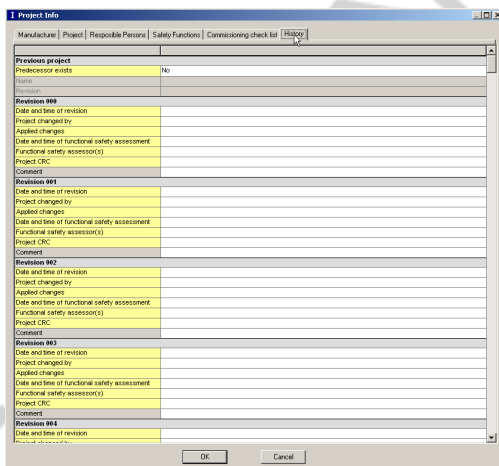 Project Info
Manufacturer Project Resposible Persons Safety Functions Commissioning check list History
Previous project
Predecessor exists No
Name
Revision
Revision 000
Date and time of revision
Project changed by
Applied changes
Date and time of functional safety assessment
Functional safety assessor(s)
Project CRC
Comment
Revision 001
Date and time of revision
Project changed by
Applied changes
Date and time of functional safety assessment
Functional safety assessor(s)
Project CRC
Comment
Revision 002
Date and time of revision
Project changed by
Applied changes
Date and time of functional safety assessment
Functional safety assessor(s)
Project CRC
Comment
Revision 003
Date and time of revision
Project changed by
Applied changes
Date and time of functional safety assessment
Functional safety assessor(s)
Project CRC
Comment
Revision 004
Date and time of revision
OK Cancel